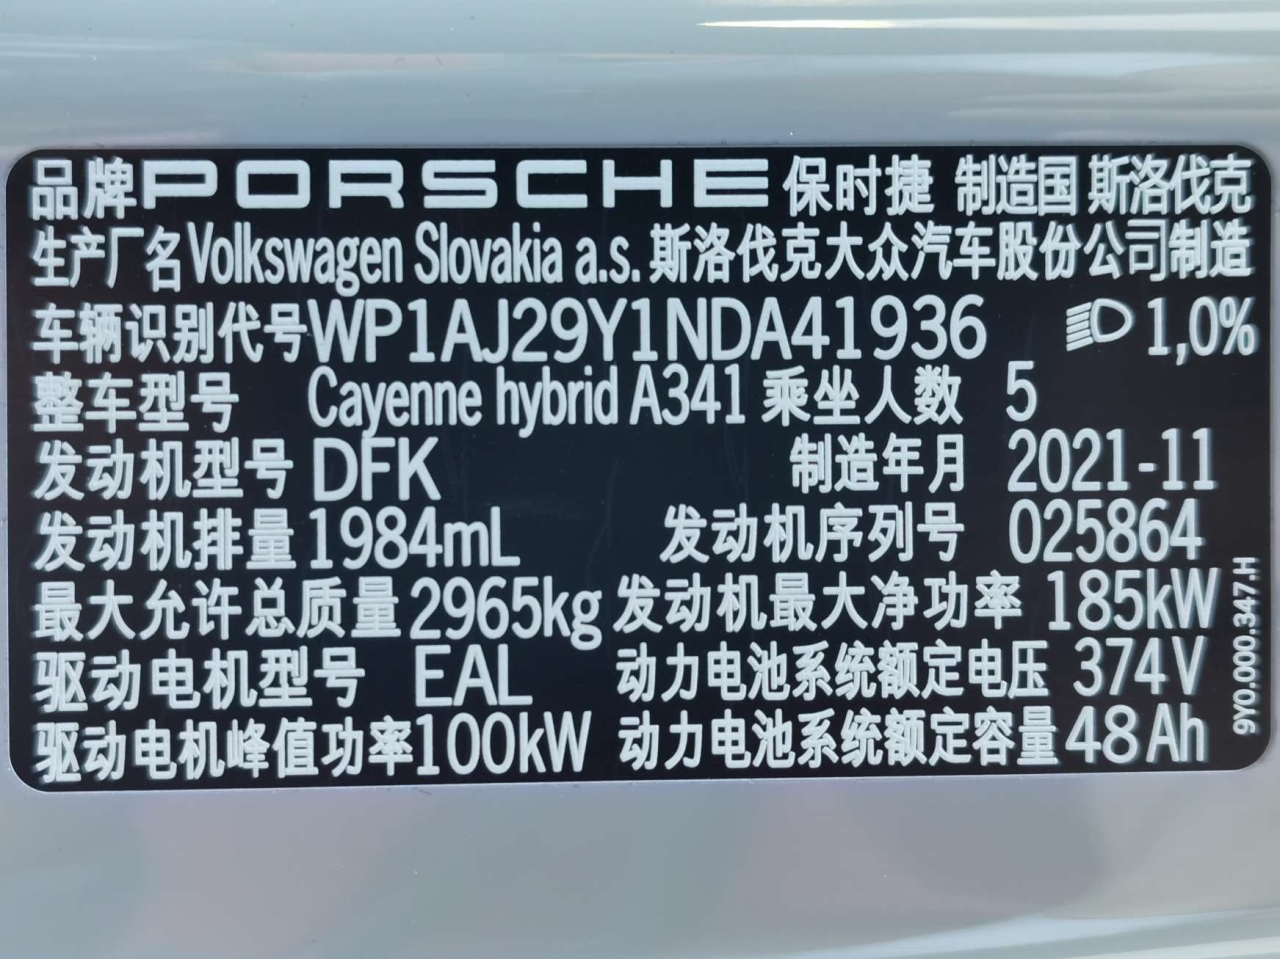 品牌PORSCHE 保时捷 制造国 斯洛伐克
生产厂名Volkswagen Slovakia a.s.斯洛伐克大众汽车股份公司制造
车辆识别代号WP1AJ29Y1NDA41936 1,0%
整车型号 Cayenne hybrid A341 乘坐人数 5
发动机型号DFK 制造年月 2021-11
发动机排量1984mL 发动机序列号 025864
最大允许总质量2965kg 发动机最大净功率 185kW
驱动电机型号 EAL 动力电池系统额定电压 374V
驱动电机峰值功率100kW 动力电池系统额定容量48Ah
9Y0.000.347.H